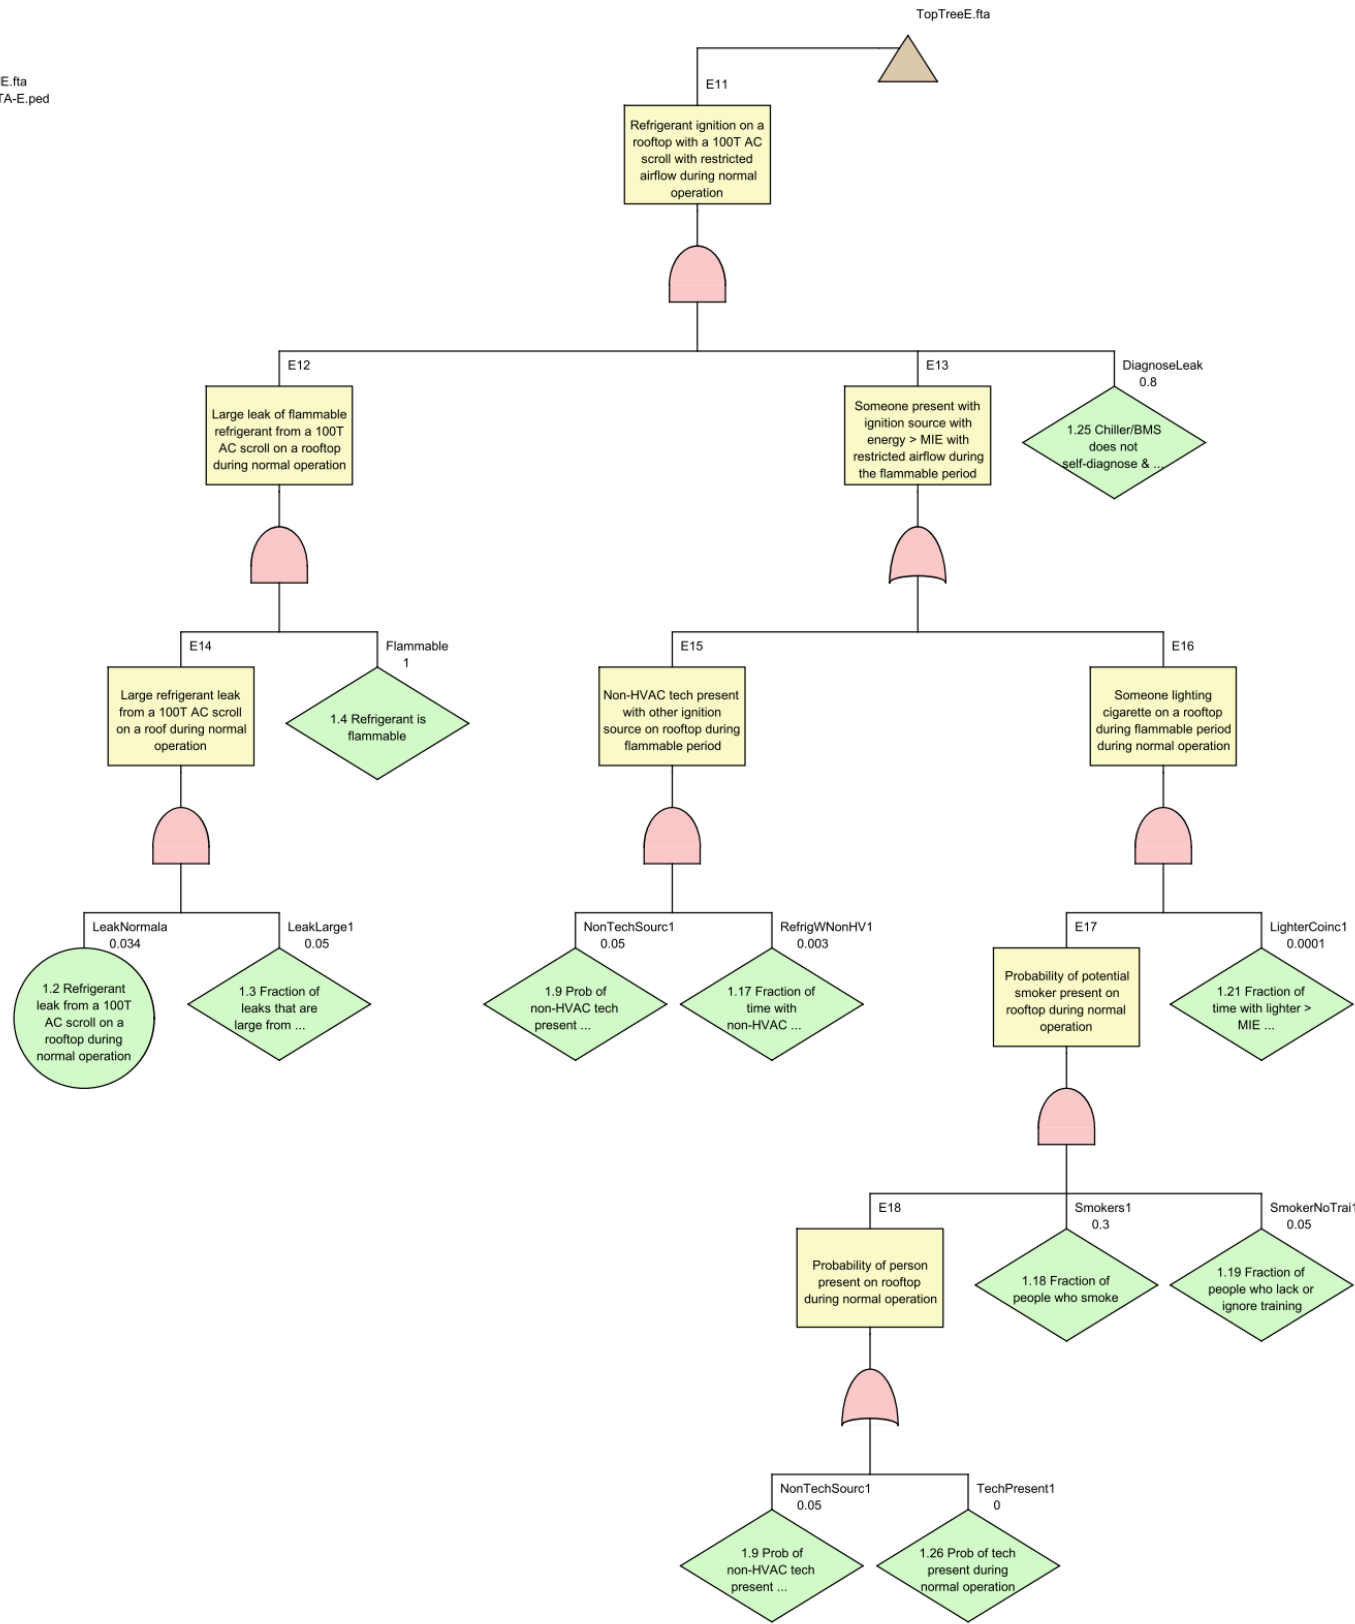 TopTreeE.fta
E.fta
TA-E.ped
E11
Refrigerant ignition on a
rooftop with a 100T AC
scroll with restricted
airflow during normal
operation
E12
Large leak of flammable
refrigerant from a 100T
AC scroll on a rooftop
during normal operation
E13
Someone present with
ignition source with
energy > MIE with
restricted airflow during
the flammable period
DiagnoseLeak
0.8
1.25 Chiller/BMS
does not
self-diagnose & ...
E14
Large refrigerant leak
from a 100T AC scroll
on a roof during normal
operation
Flammable
1
1.4 Refrigerant is
flammable
E15
Non-HVAC tech present
with other ignition
source on rooftop during
flammable period
E16
Someone lighting
cigarette on a rooftop
during flammable period
during normal operation
LeakNormala
0.034
1.2 Refrigerant
leak from a 100T
AC scroll on a
rooftop during
normal operation
LeakLarge1
0.05
1.3 Fraction of
leaks that are
large from ...
NonTechSourc1
0.05
1.9 Prob of
non-HVAC tech
present ...
RefrigWNonHV1
0.003
1.17 Fraction of
time with
non-HVAC ...
E17
Probability of potential
smoker present on
rooftop during normal
operation
LighterCoinc1
0.0001
1.21 Fraction of
time with lighter >
MIE ...
E18
Probability of person
present on rooftop
during normal operation
Smokers1
0.3
1.18 Fraction of
people who smoke
SmokerNoTrai1
0.05
1.19 Fraction of
people who lack or
ignore training
NonTechSourc1
0.05
1.9 Prob of
non-HVAC tech
present ...
TechPresent1
0
1.26 Prob of tech
present during
normal operation